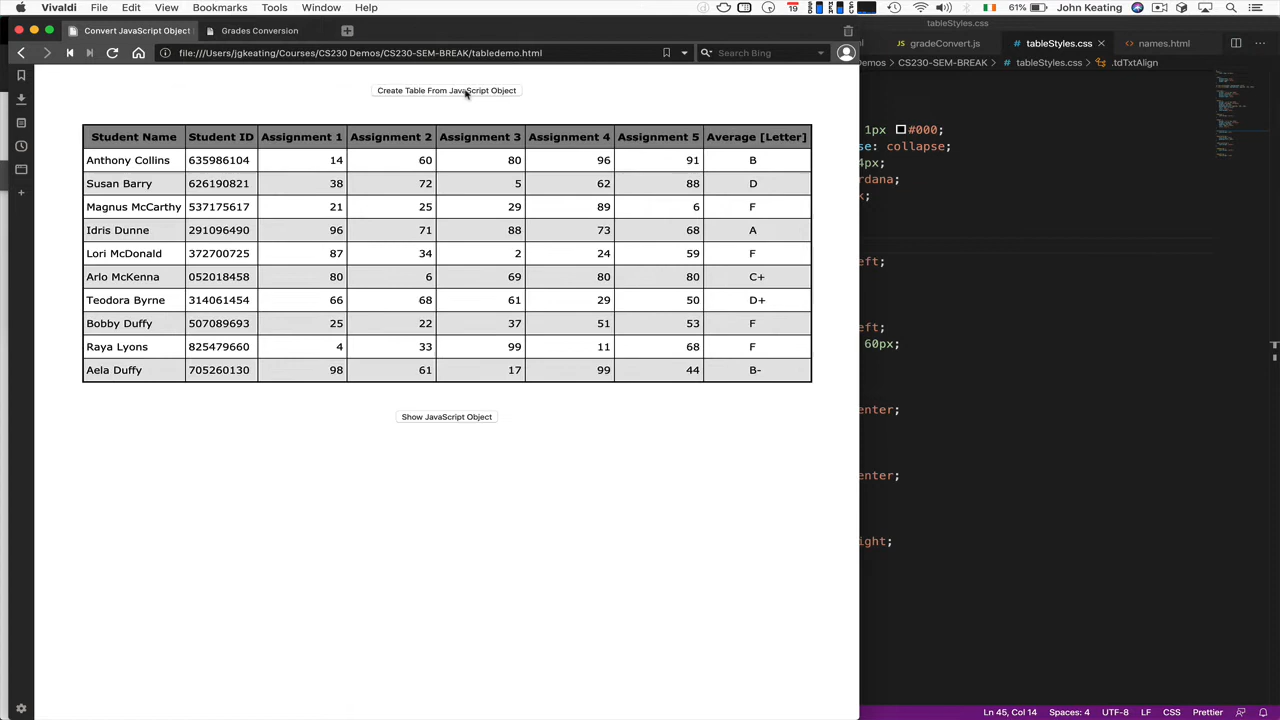 Vivaldi File Edit View Bookmarks Tools Window Help 19 61% John Keating
Convert JavaScript Object Grades Conversion
tableStyles.css
file:///Users/jgkeating/Courses/CS230 Demos/CS230-SEM-BREAK/tabledemo.html Search Bing
gradeConvert.js # tableStyles.css names.html
Demos > CS230-SEM-BREAK > # tableStyles.css > .tdTxtAlign
Create Table From JavaScript Object
Student Name Student ID Assignment 1 Assignment 2 Assignment 3 Assignment 4 Assignment 5 Average [Letter]
Anthony Collins 635986104 14 60 80 96 91 B
Susan Barry 626190821 38 72 5 62 88 D
Magnus McCarthy 537175617 21 25 29 89 6 F
Idris Dunne 291096490 96 71 88 73 68 A
Lori McDonald 372700725 87 34 2 24 59 F
Arlo McKenna 052018458 80 6 69 80 80 C+
Teodora Byrne 314061454 66 68 61 29 50 D+
Bobby Duffy 507089693 25 22 37 51 53 F
Raya Lyons 825479660 4 33 99 11 68 F
Aela Duffy 705260130 98 61 17 99 44 B-
Show JavaScript Object
1px #000;
se: collapse;
4px;
rdana;
k;
eft;
eft;
60px;
enter;
enter;
ight;
Ln 45, Col 14 Spaces: 4 UTF-8 LF CSS Prettier